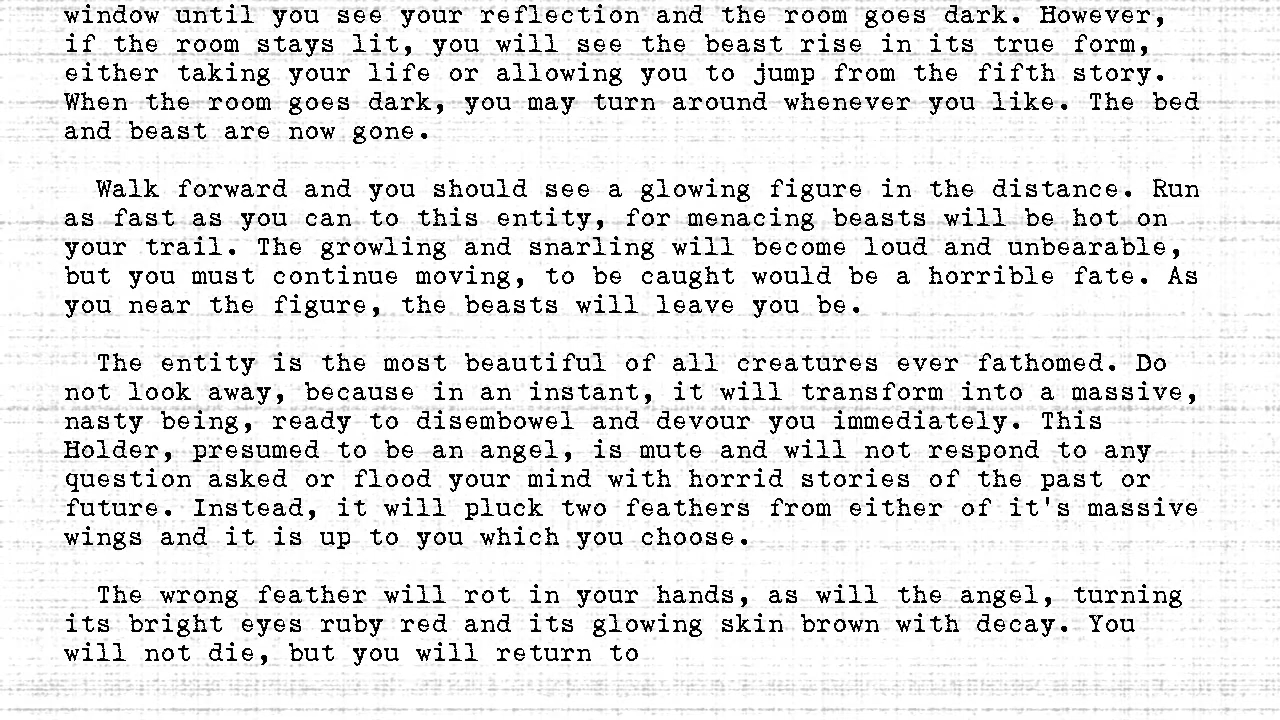 window until you see your reflection and the room goes dark. However,
if the room stays lit, you will see the beast rise in its true form,
either taking your life or allowing you to jump from the fifth story.
When the room goes dark, you may turn around whenever you like. The bed
and beast are now gone.
Walk forward and you should see a glowing figure in the distance. Run
as fast as you can to this entity, for menacing beasts will be hot on
your trail. The growling and snarling will become loud and unbearable,
but you must continue moving, to be caught would be a horrible fate. As
you near the figure, the beasts will leave you be.
The entity is the most beautiful of all creatures ever fathomed. Do
not look away, because in an instant, it will transform into a massive,
nasty being, ready to disembowel and devour you immediately. This
Holder, presumed to be an angel, is mute and will not respond to any
question asked or flood your mind with horrid stories of the past or
future. Instead, it will pluck two feathers from either of it's massive
wings and it is up to you which you choose.
The wrong feather will rot in your hands, as will the angel, turning
its bright eyes ruby red and its glowing skin brown with decay. You
will not die, but you will return to